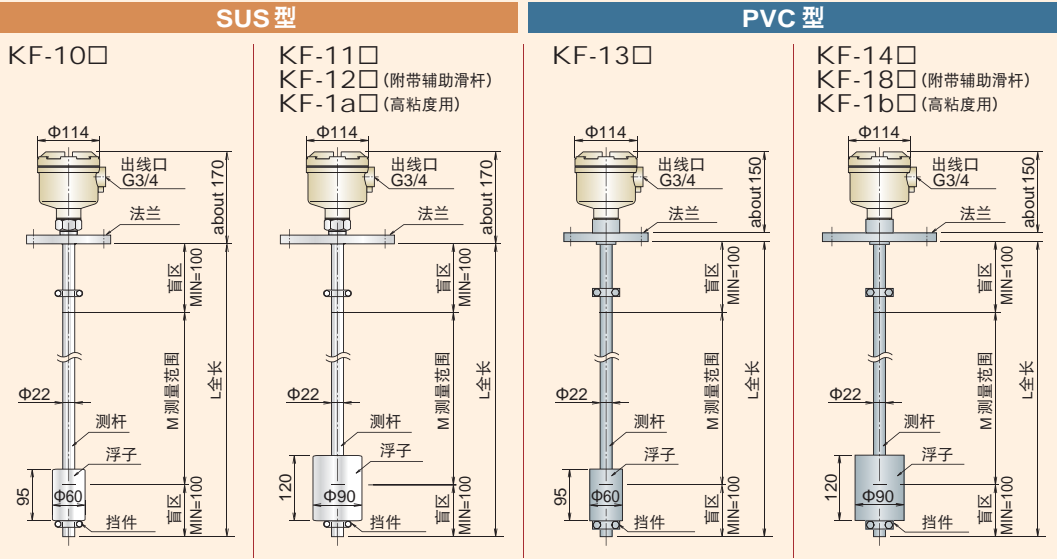 SUS型
PVC 型
KF-10□
KF-11□
KF-12□(附带辅助滑杆)
KF-1a□(高粘度用)
KF-13□
KF-14□
KF-18□(附带辅助滑杆)
KF-1b□(高粘度用)
Φ114
出线口
G3/4
about 170
法兰
盲区
MIN=100
M 测量范围
L全长
Φ22
测杆
浮子
95
Φ60
盲区
MIN=100
挡件
Φ114
出线口
G3/4
about 170
法兰
盲区
MIN=100
M 测量范围
L全长
Φ22
测杆
浮子
120
Φ90
盲区
MIN=100
挡件
Φ114
出线口
G3/4
about 150
法兰
盲区
MIN=100
M 测量范围
L全长
Φ22
测杆
浮子
95
Φ60
盲区
MIN=100
挡件
Φ114
出线口
G3/4
about 150
法兰
盲区
MIN=100
M 测量范围
L全长
Φ22
测杆
浮子
120
Φ90
盲区
MIN=100
挡件